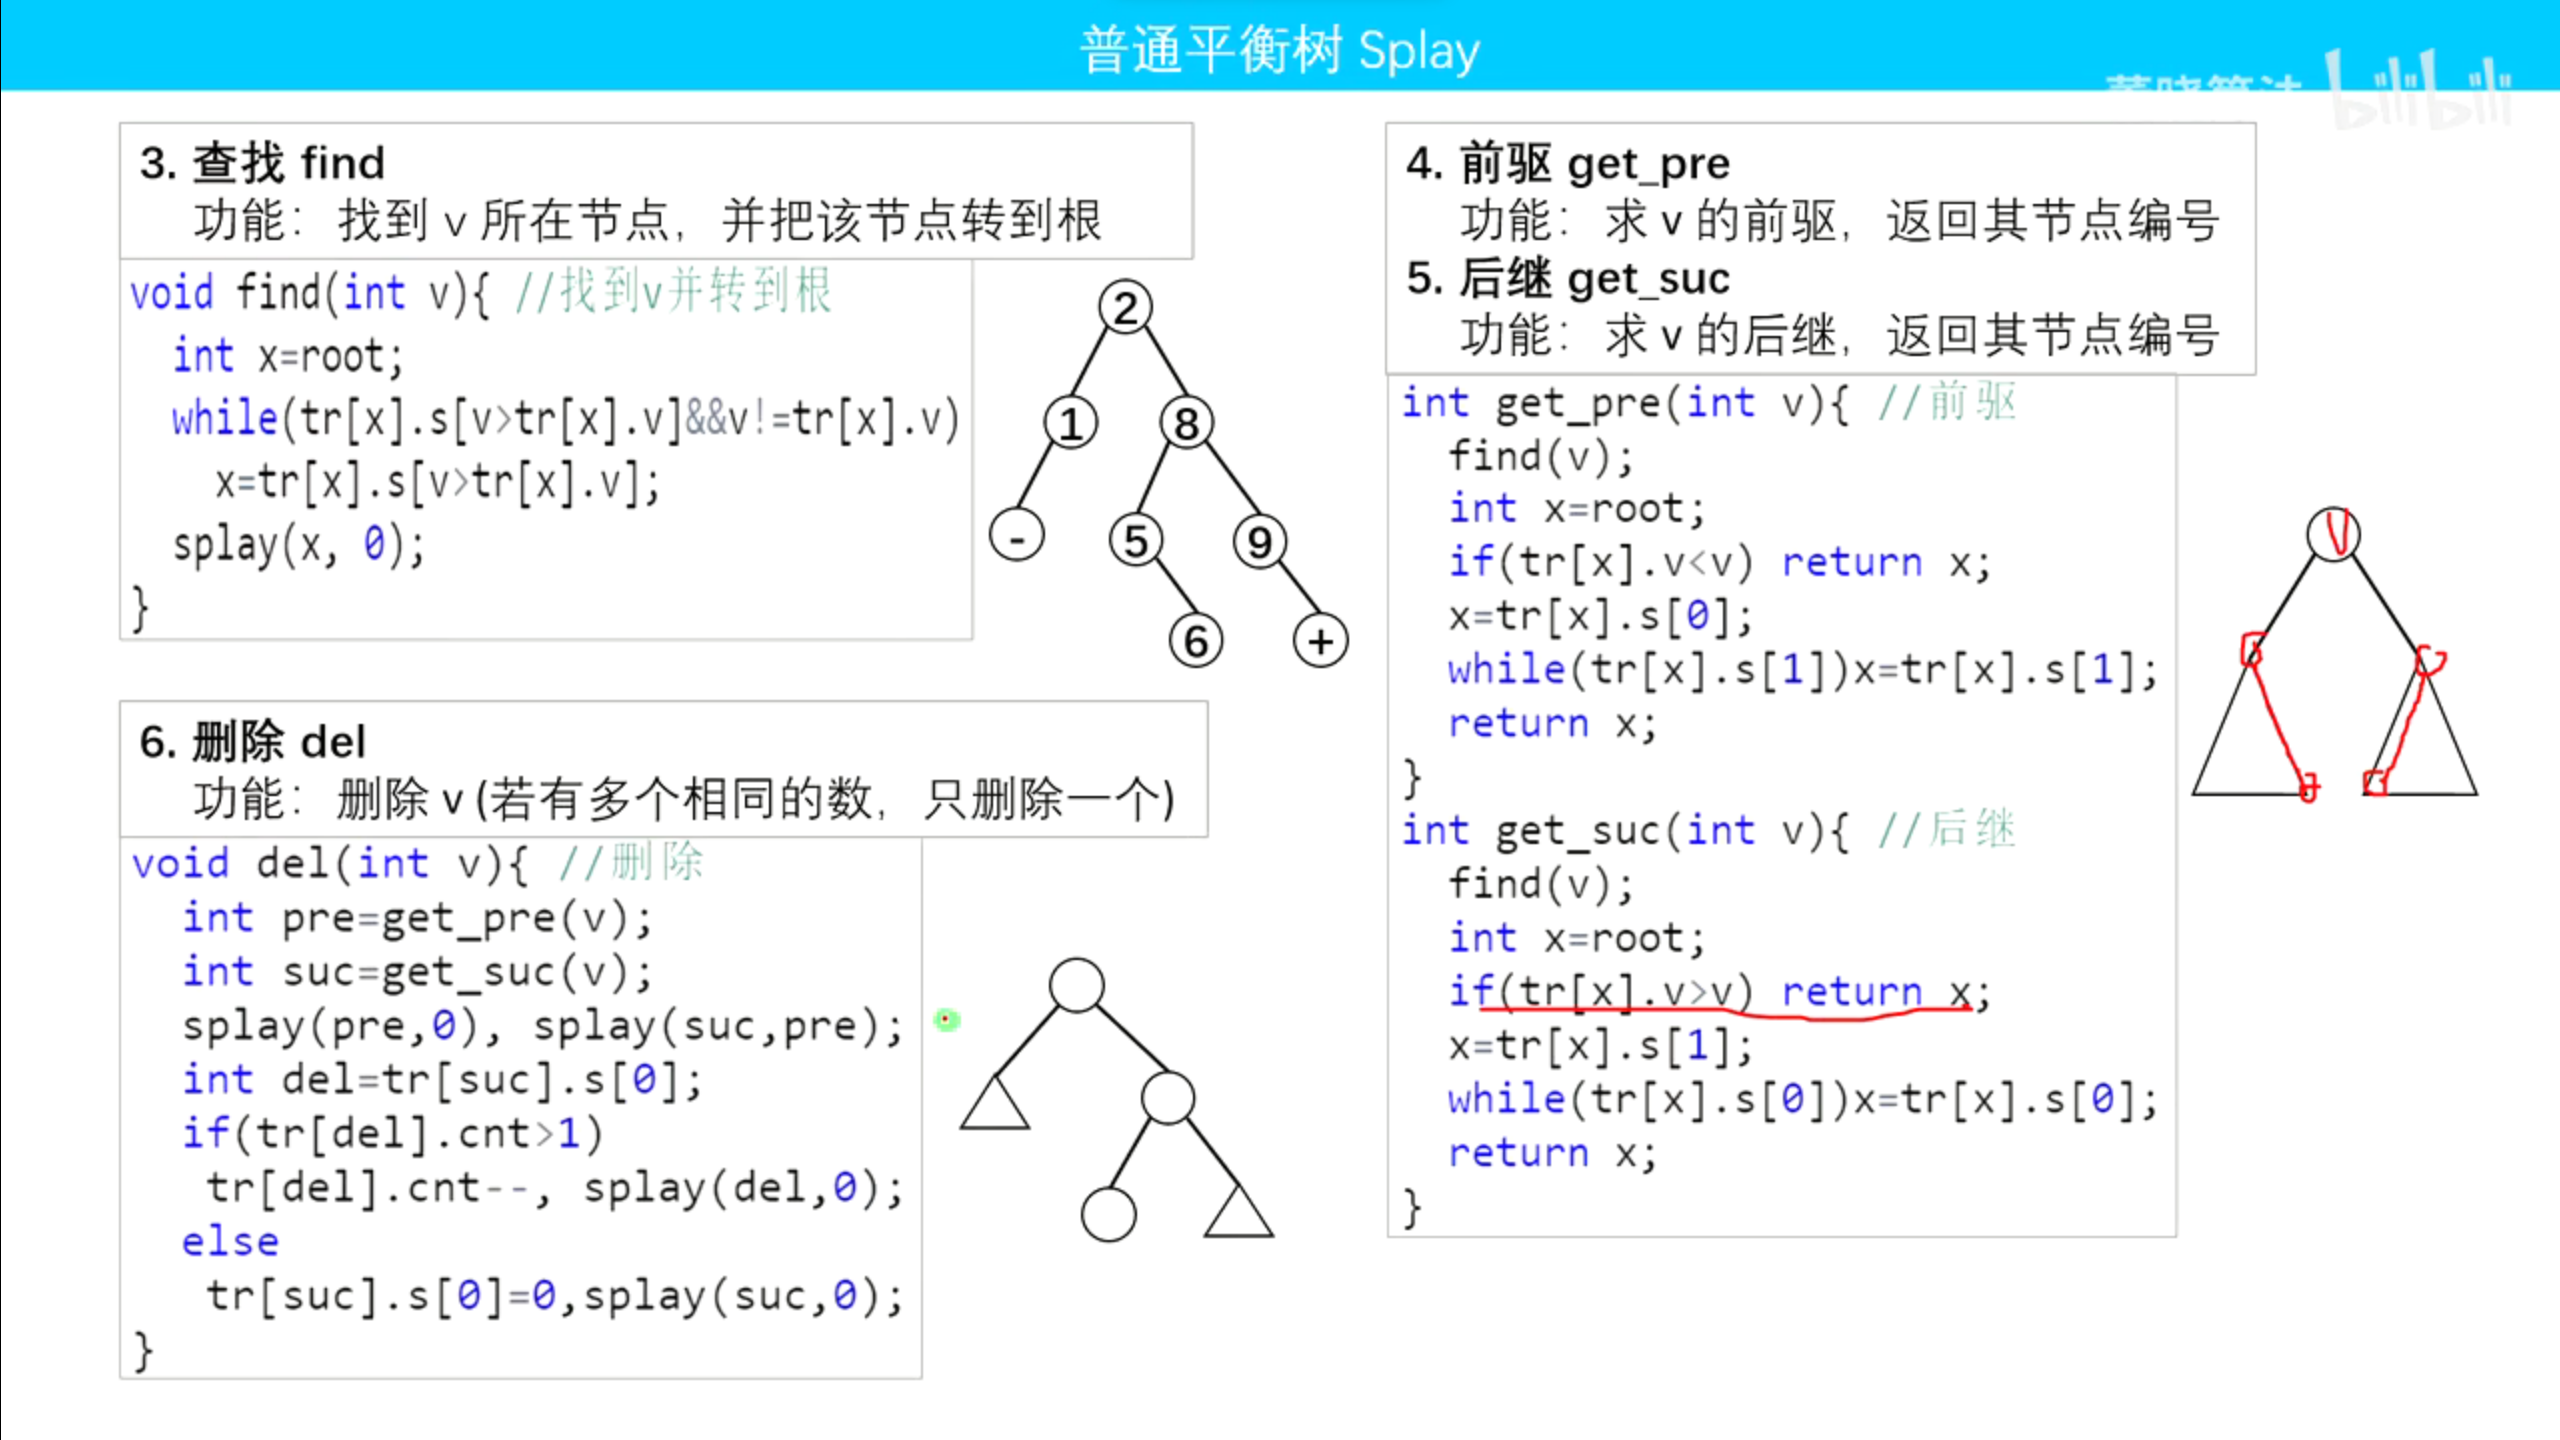 普通平衡树 Splay
bilibili
3. 查找 find
功能：找到 v 所在节点，并把该节点转到根
void find(int v){ //找到v并转到根
int x=root;
while(tr[x].s[v>tr[x].v]&&v!=tr[x].v)
x=tr[x].s[v>tr[x].v];
splay(x, 0);
}
2
1
8
-
5
9
6
+
6. 删除 del
功能：删除 v (若有多个相同的数，只删除一个)
void del(int v){ //删除
int pre=get_pre(v);
int suc=get_suc(v);
splay(pre,0), splay(suc,pre);
int del=tr[suc].s[0];
if(tr[del].cnt>1)
tr[del].cnt--, splay(del,0);
else
tr[suc].s[0]=0,splay(suc,0);
}
4. 前驱 get_pre
功能：求 v 的前驱，返回其节点编号
5. 后继 get_suc
功能：求 v 的后继，返回其节点编号
int get_pre(int v){ //前驱
find(v);
int x=root;
if(tr[x].v<v) return x;
x=tr[x].s[0];
while(tr[x].s[1])x=tr[x].s[1];
return x;
}
int get_suc(int v){ //后继
find(v);
int x=root;
if(tr[x].v>v) return x;
x=tr[x].s[1];
while(tr[x].s[0])x=tr[x].s[0];
return x;
}
V